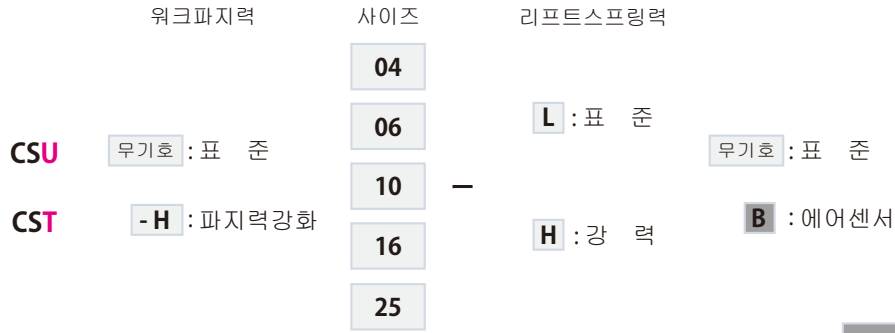 워크파지력 사이즈 리프트스프링력
04
06 L : 표 준
CSU 무기호 : 표 준 무기호 : 표 준
10 –
CST - H : 파지력강화 B : 에어센서
16 H : 강 력
25